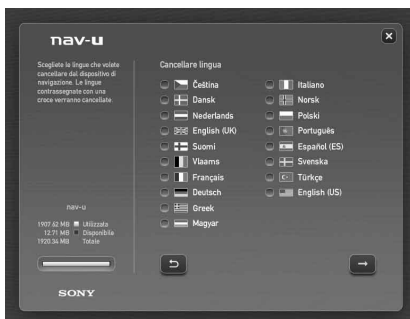 nav-u
Scegliete le lingue che volete
cancellare dal dispositivo di
navigazione. Le lingue
contrassegnate con una
croce verranno cancellate.
Cancellare lingua
Čeština
Dansk
Nederlands
English (UK)
Suomi
Vlaams
Français
Deutsch
Greek
Magyar
Italiano
Norsk
Polski
Português
Español (ES)
Svenska
Türkçe
English (US)
nav-u
1907.62 MB Utilizzata
12.71 MB Disponibile
1920.34 MB Totale
SONY